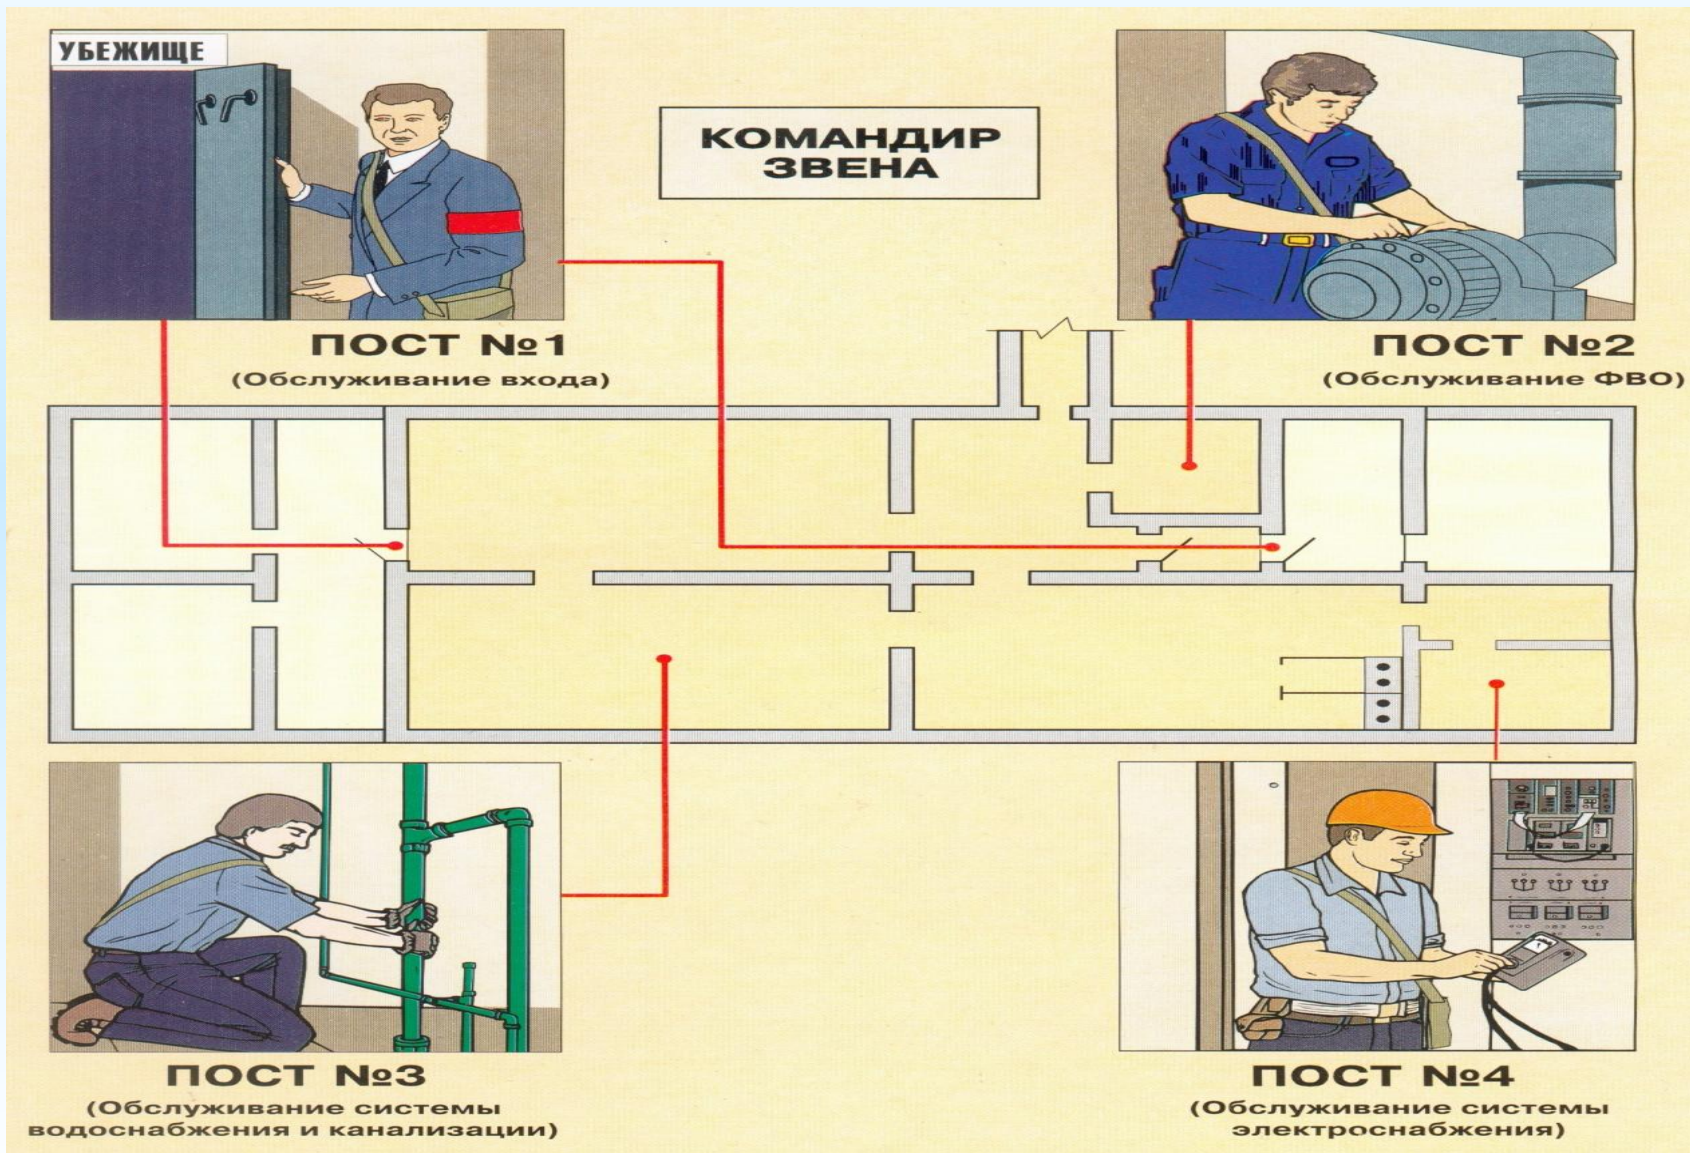 УБЕЖИЩЕ
КОМАНДИР
ЗВЕНА
ПОСТ №1
(Обслуживание входа)
ПОСТ №2
(Обслуживание ФВО)
ПОСТ №3
(Обслуживание системы
водоснабжения и канализации)
ПОСТ №4
(Обслуживание системы
электроснабжения)